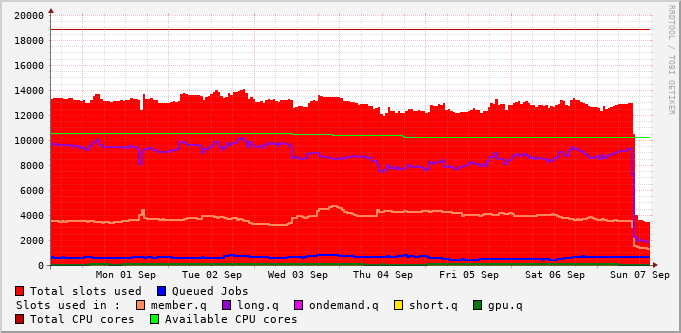 20000
18000
16000
14000
12000
10000
8000
6000
4000
2000
0
Mon 01 Sep Tue 02 Sep Wed 03 Sep Thu 04 Sep Fri 05 Sep Sat 06 Sep Sun 07 Sep
Total slots used Queued Jobs
Slots used in : member.q long.q ondemand.q short.q gpu.q
Total CPU cores Available CPU cores
RRDTOOL / TOBI OETIKER